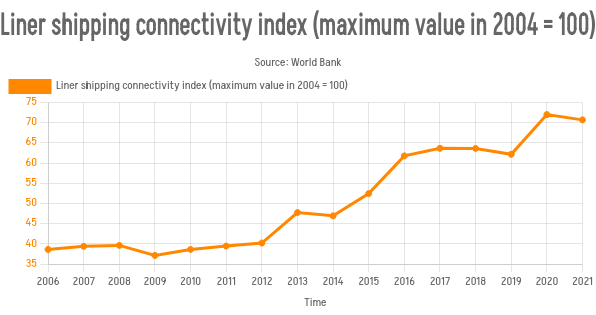 Liner shipping connectivity index (maximum value in 2004 = 100)
Source: World Bank
Liner shipping connectivity index (maximum value in 2004 = 100)
75
70
65
60
55
50
45
40
35
2006 2007 2008 2009 2010 2011 2012 2013 2014 2015 2016 2017 2018 2019 2020 2021
Time